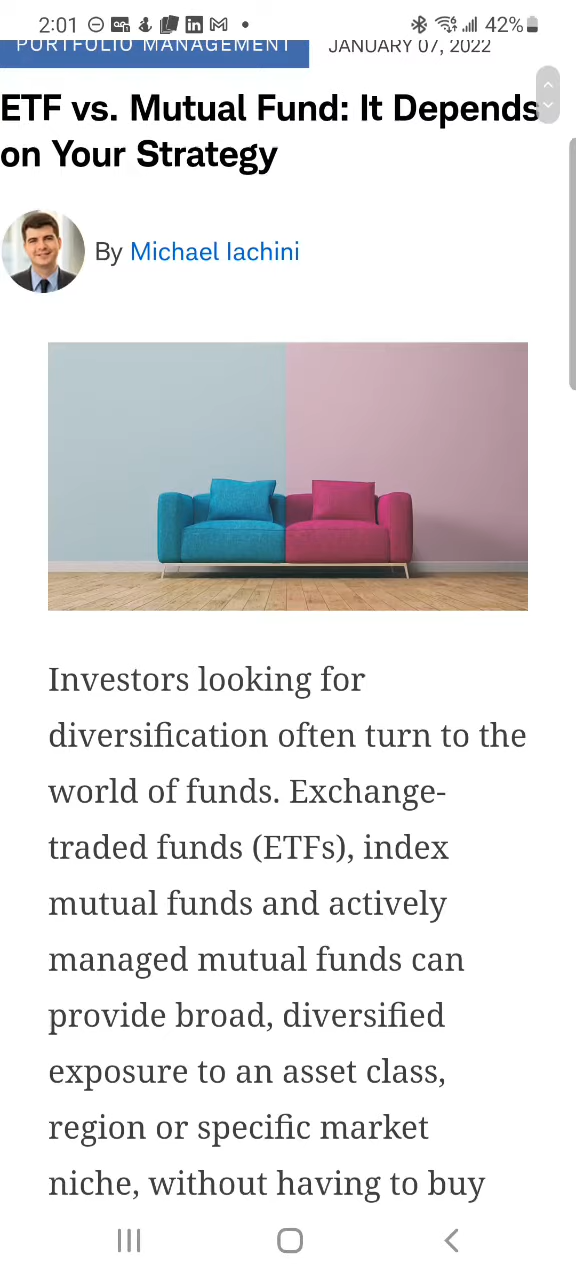 2:01 42%
PORTFOLIO MANAGEMENT JANUARY 07, 2022
ETF vs. Mutual Fund: It Depends
on Your Strategy
By Michael Iachini
Investors looking for
diversification often turn to the
world of funds. Exchange-
traded funds (ETFs), index
mutual funds and actively
managed mutual funds can
provide broad, diversified
exposure to an asset class,
region or specific market
niche, without having to buy